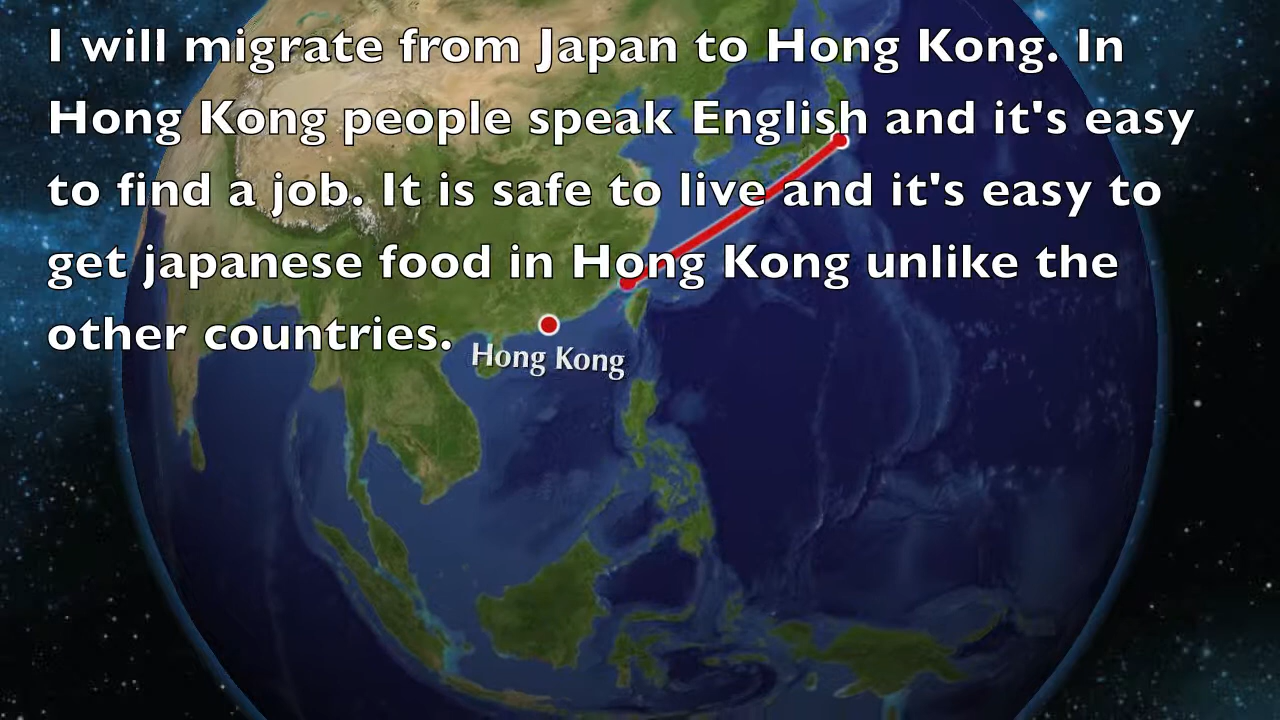 I will migrate from Japan to Hong Kong. In
Hong Kong people speak English and it's easy
to find a job. It is safe to live and it's easy to
get japanese food in Hong Kong unlike the
other countries.
Hong Kong